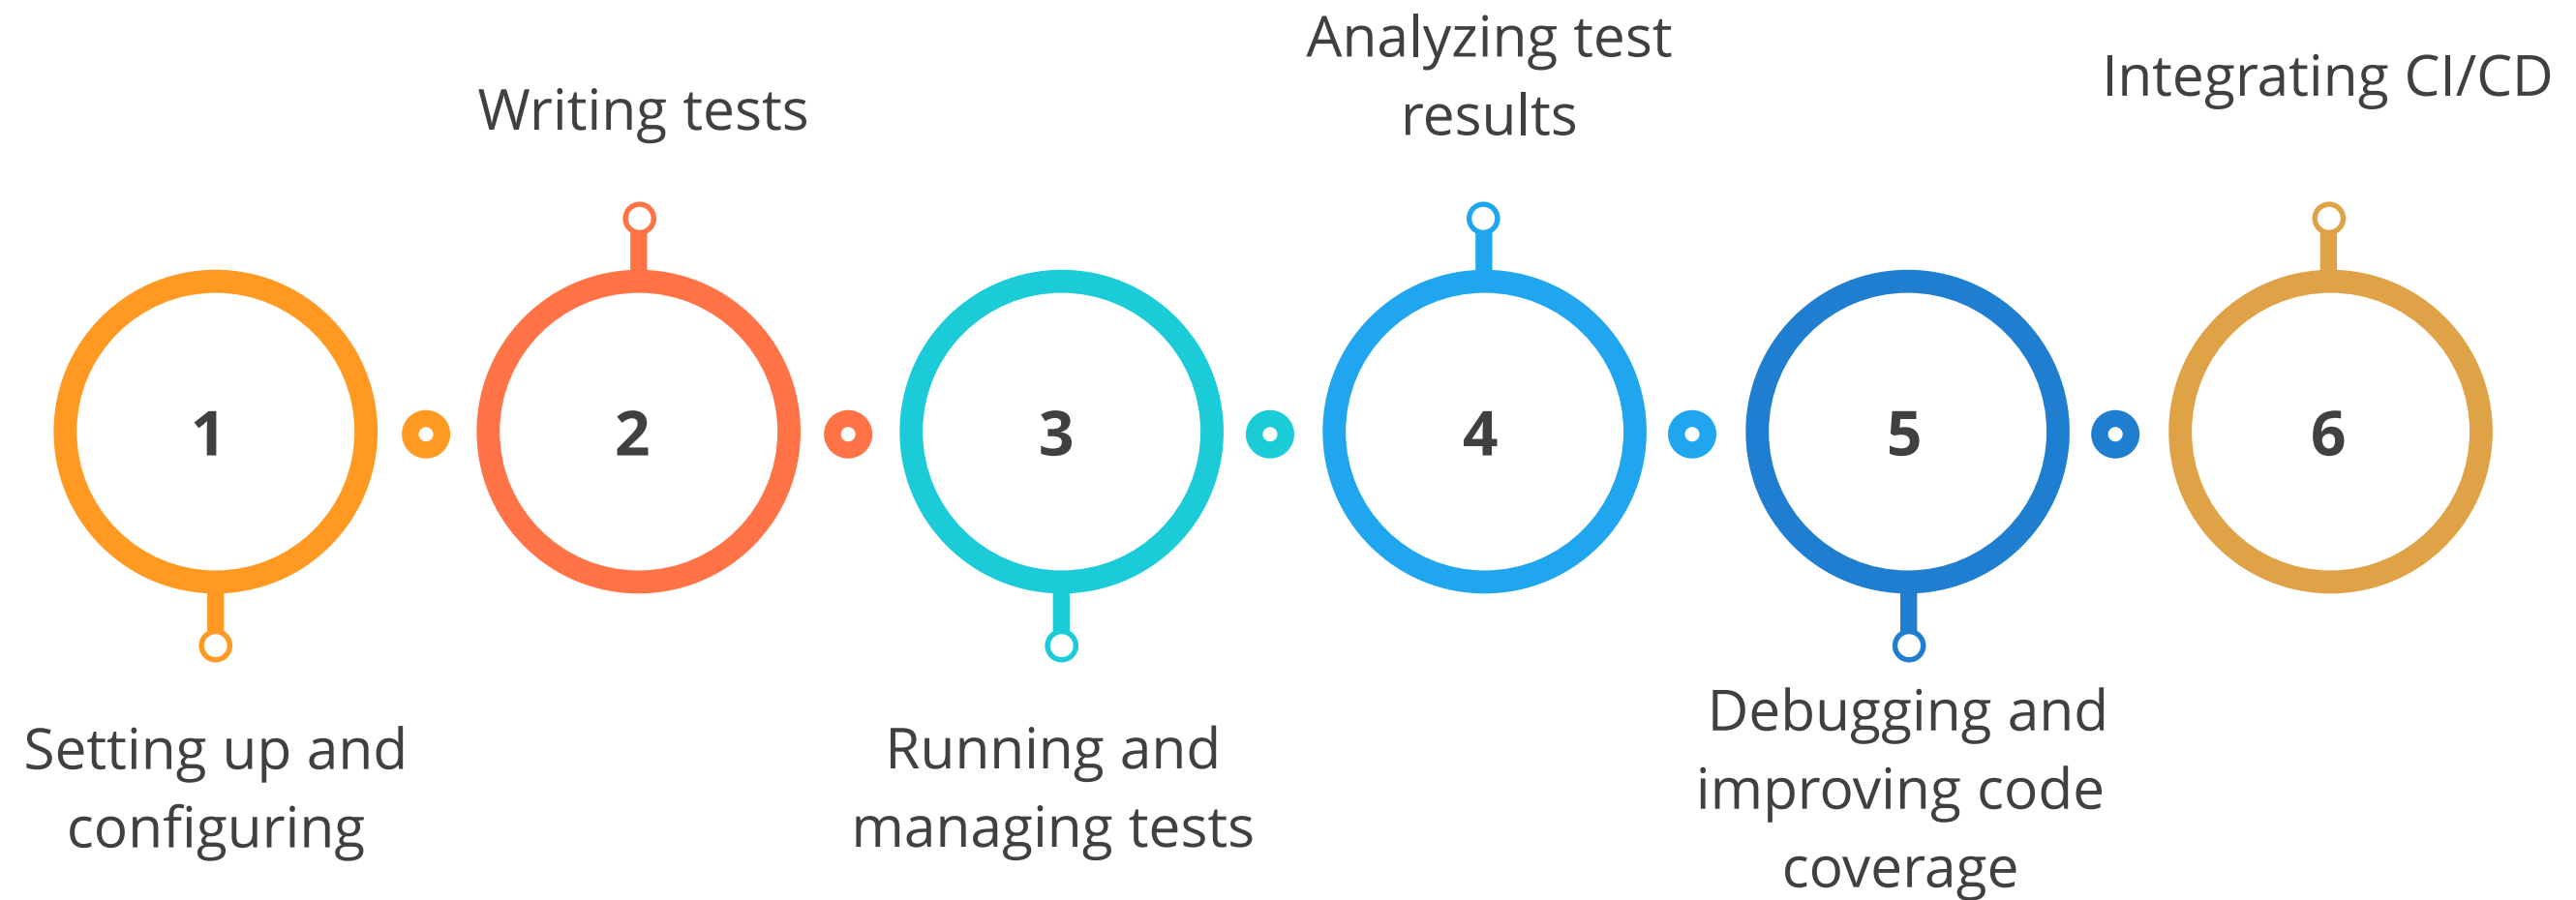 1
Setting up and
configuring
2
Writing tests
3
Running and
managing tests
4
Analyzing test
results
5
Debugging and
improving code
coverage
6
Integrating CI/CD